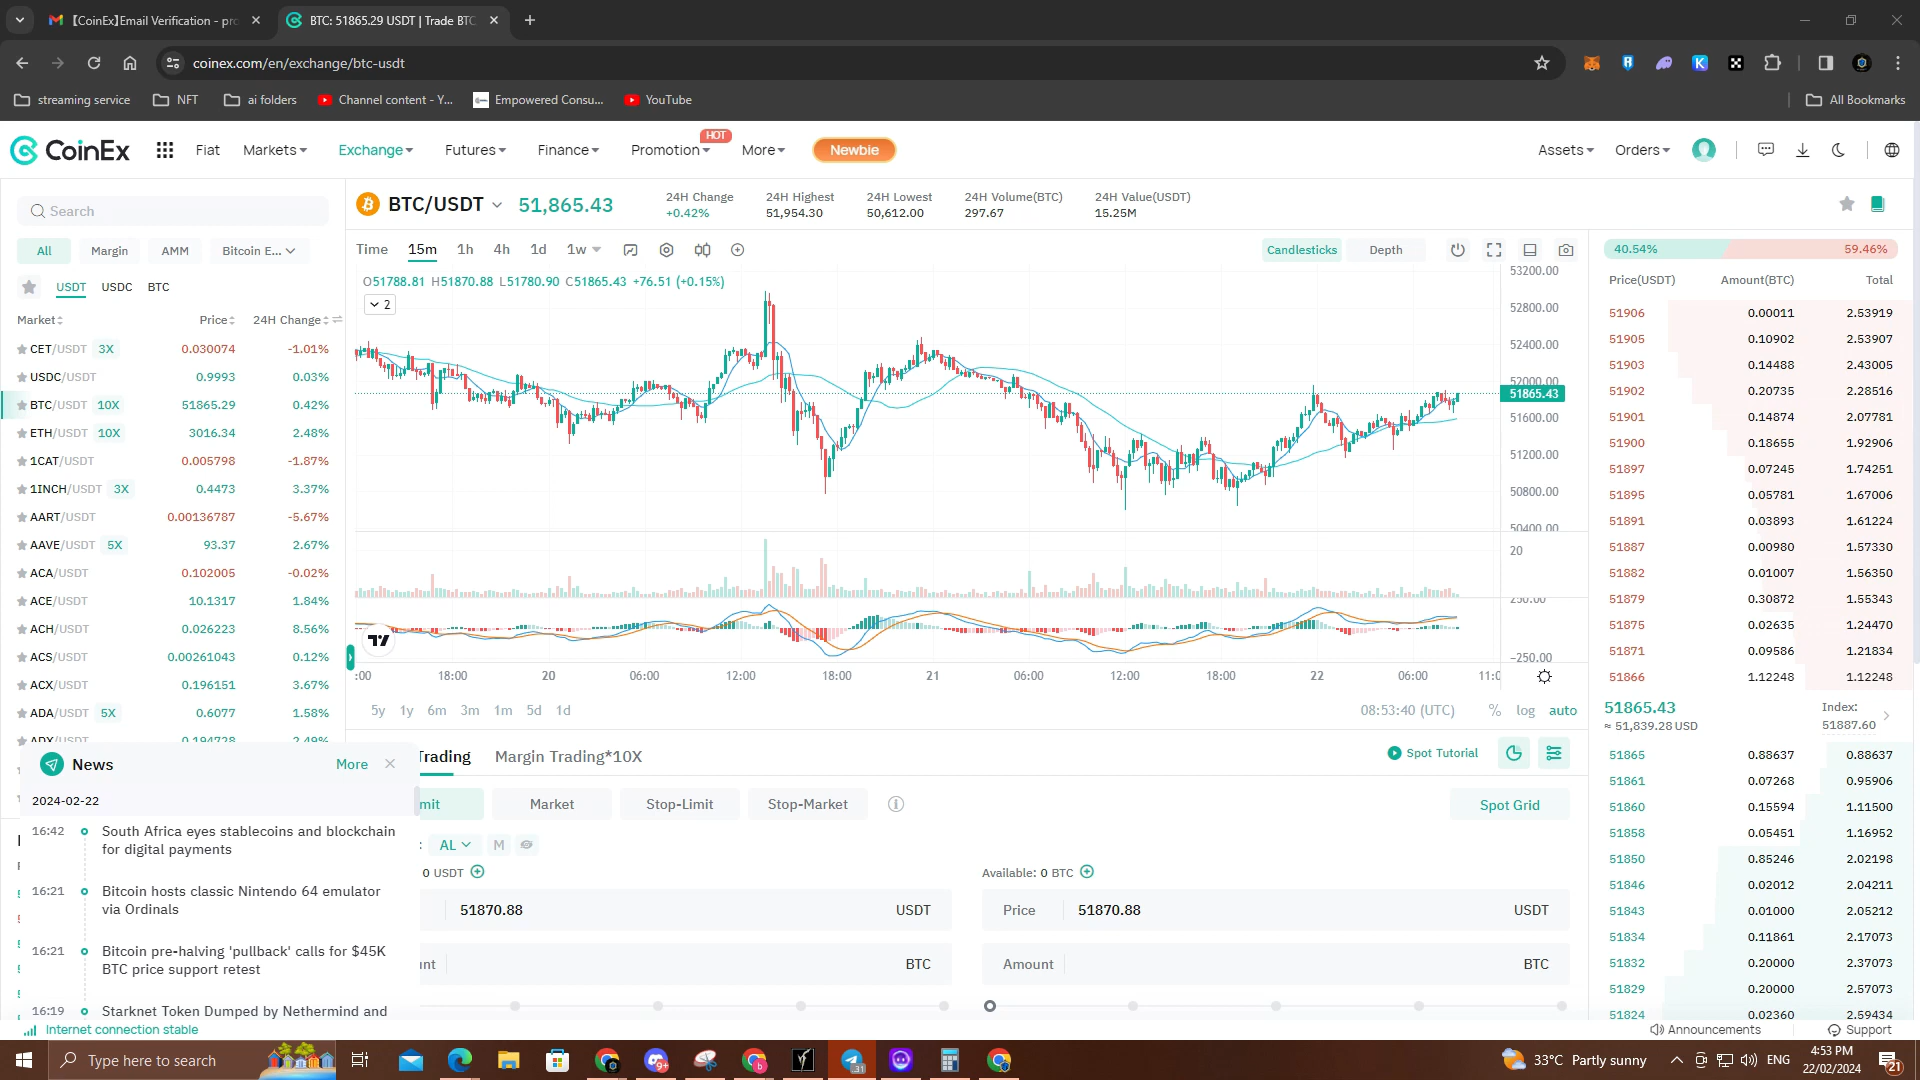 【CoinEx】Email Verification - pro
BTC: 51865.29 USDT | Trade BTC
coinex.com/en/exchange/btc-usdt
streaming service
NFT
ai folders
Channel content - Y...
Empowered Consu...
YouTube
All Bookmarks
CoinEx
Fiat
Markets
Exchange
Futures
Finance
Promotion
HOT
More
Newbie
Assets
Orders
Search
BTC/USDT
51,865.43
24H Change
+0.42%
24H Highest
51,954.30
24H Lowest
50,612.00
24H Volume(BTC)
297.67
24H Value(USDT)
15.25M
All
Margin
AMM
Bitcoin E...
USDT
USDC
BTC
Market Price 24H Change
CET/USDT 3X 0.030074 -1.01%
USDC/USDT 0.9993 0.03%
BTC/USDT 10X 51865.29 0.42%
ETH/USDT 10X 3016.34 2.48%
1CAT/USDT 0.005798 -1.87%
1INCH/USDT 3X 0.4473 3.37%
AART/USDT 0.00136787 -5.67%
AAVE/USDT 5X 93.37 2.67%
ACA/USDT 0.102005 -0.02%
ACE/USDT 10.1317 1.84%
ACH/USDT 0.026223 8.56%
ACS/USDT 0.00261043 0.12%
ACX/USDT 0.196151 3.67%
ADA/USDT 5X 0.6077 1.58%
ADX/USDT 0.194728 2.49%
Time 15m 1h 4h 1d 1w
Candlesticks
Depth
O51788.81 H51870.88 L51780.90 C51865.43 +76.51 (+0.15%)
2
53200.00
52800.00
52400.00
52000.00
51865.43
51600.00
51200.00
50800.00
50400.00
20
250.00
-250.00
:00 18:00 20 06:00 12:00 18:00 21 06:00 12:00 18:00 22 06:00 11:0
5y 1y 6m 3m 1m 5d 1d
08:53:40 (UTC)
% log auto
40.54%
59.46%
Price(USDT) Amount(BTC) Total
51906 0.00011 2.53919
51905 0.10902 2.53907
51903 0.14488 2.43005
51902 0.20735 2.28516
51901 0.14874 2.07781
51900 0.18655 1.92906
51897 0.07245 1.74251
51895 0.05781 1.67006
51891 0.03893 1.61224
51887 0.00980 1.57330
51882 0.01007 1.56350
51879 0.30872 1.55343
51875 0.02635 1.24470
51871 0.09586 1.21834
51866 1.12248 1.12248
51865.43
≈ 51,839.28 USD
Index:
51887.60
51865 0.88637 0.88637
51861 0.07268 0.95906
51860 0.15594 1.11500
51858 0.05451 1.16952
51850 0.85246 2.02198
51846 0.02012 2.04211
51843 0.01000 2.05212
51834 0.11861 2.17073
51832 0.20000 2.37073
51829 0.20000 2.57073
51824 0.02360 2.59434
Trading
Margin Trading*10X
Spot Tutorial
mit
Market
Stop-Limit
Stop-Market
Spot Grid
: AL M
0 USDT
51870.88 USDT
nt BTC
Available: 0 BTC
Price 51870.88 USDT
Amount BTC
News
More
2024-02-22
16:42 South Africa eyes stablecoins and blockchain
for digital payments
16:21 Bitcoin hosts classic Nintendo 64 emulator
via Ordinals
16:21 Bitcoin pre-halving 'pullback' calls for $45K
BTC price support retest
16:19 Starknet Token Dumped by Nethermind and
Internet connection stable
Announcements
Support
Type here to search
33°C Partly sunny
ENG
4:53 PM
22/02/2024
21